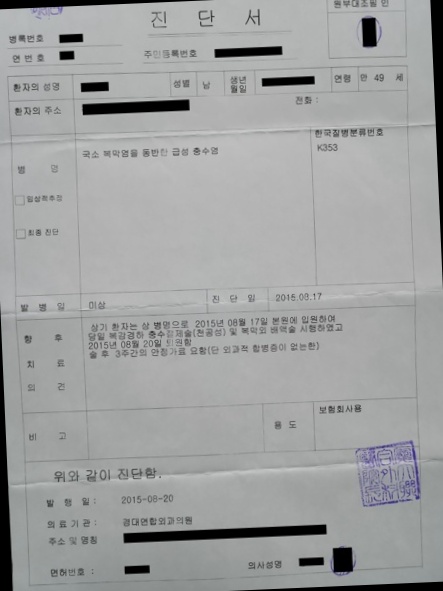 진 단 서
원부대조필 인
병록번호
연 번 호
주민등록번호
환자의 성명 성별 남 생년월일 연령 만 49 세
환자의 주소 전화 :
한국질병분류번호
병 명 국소 복막염을 동반한 급성 충수염 K353
임상적추정
최종 진단
발 병 일 미상 진 단 일 2015.08.17
향 후 치 료 의 견
상기 환자는 상 병명으로 2015년 08월 17일 본원에 입원하여
당일 복강경하 충수절제술(천공성) 및 복막외 배액술 시행하였고
2015년 08월 20일 퇴원함
술 후 3주간의 안정가료 요함(단 외과적 합병증이 없는한)
비 고 용 도 보험회사용
위와 같이 진단함.
발 행 일 : 2015-08-20
의 료 기 관 : 경대연합외과의원
주소 및 명칭
면허번호 : 의사성명